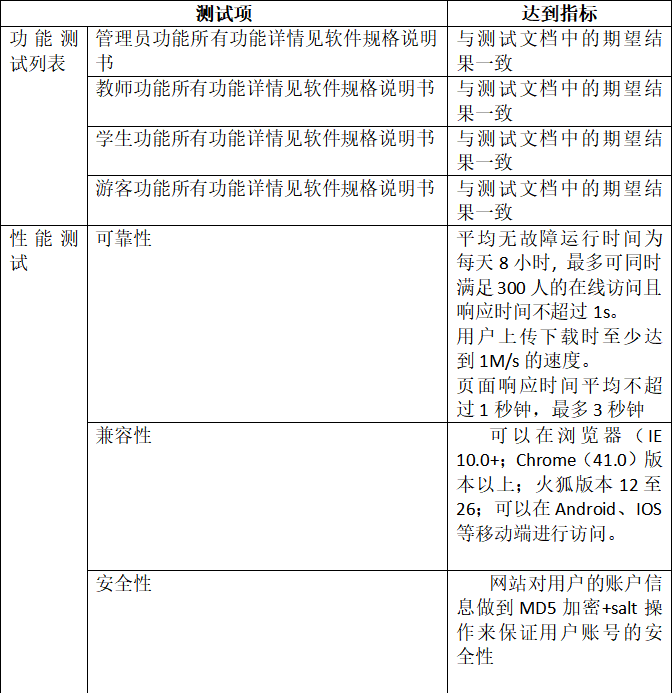 测试项 达到指标
功能测试列表 管理员功能所有功能详情见软件规格说明书 与测试文档中的期望结果一致
教师功能所有功能详情见软件规格说明书 与测试文档中的期望结果一致
学生功能所有功能详情见软件规格说明书 与测试文档中的期望结果一致
游客功能所有功能详情见软件规格说明书 与测试文档中的期望结果一致
性能测试 可靠性
平均无故障运行时间为
每天 8 小时, 最多可同时
满足 300 人的在线访问且
响应时间不超过 1s。
用户上传下载时至少达
到 1M/s 的速度。
页面响应时间平均不超
过 1 秒钟，最多 3 秒钟
兼容性
可以在浏览器（IE
10.0+；Chrome（41.0）版
本以上；火狐版本 12 至
26；可以在 Android、IOS
等移动端进行访问。
安全性
网站对用户的账户信
息做到 MD5 加密+salt 操
作来保证用户账号的安
全性